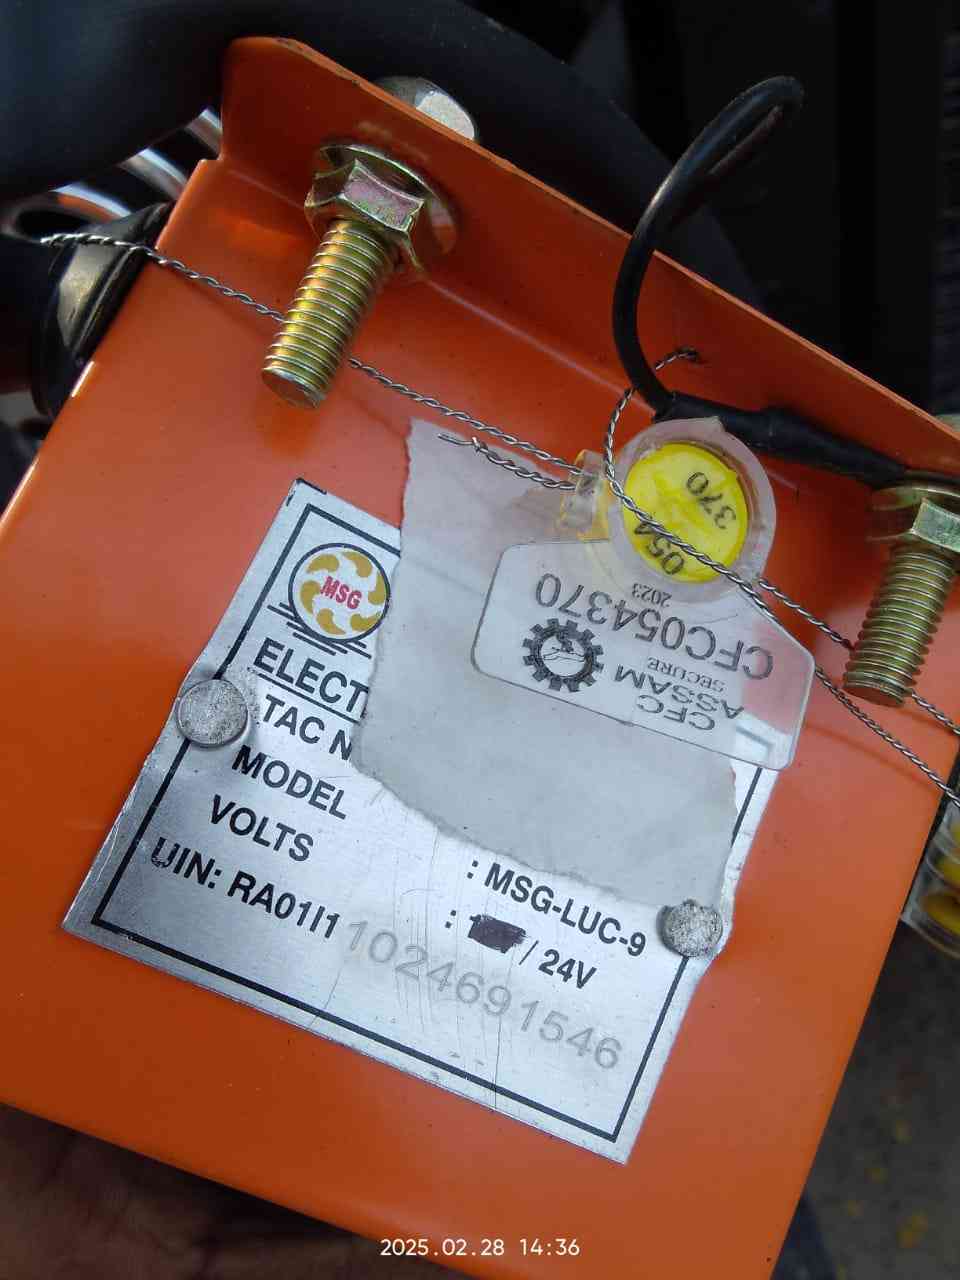 MSG
ELECT
TAC N
MODEL : MSG-LUC-9
VOLTS : / 24V
UIN: RA01I1 1024691546
054
370
CFC054370
2023
SECURE
CFC
ASSAM
2025.02.28 14:36